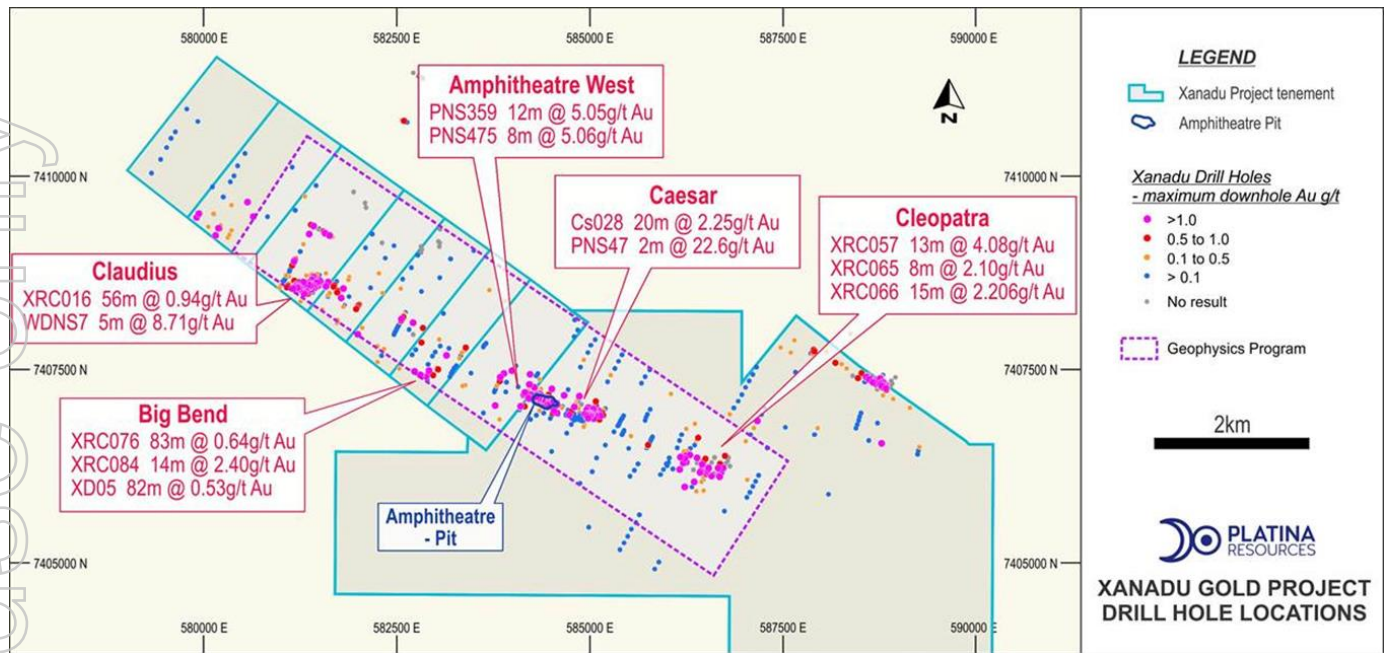 580000 E
582500 E
585000 E
587500 E
590000 E
Amphitheatre West
PNS359 12m @ 5.05g/t Au
PNS475 8m @ 5.06g/t Au
N
7410000 N
7410000 N
Caesar
Cs028 20m @ 2.25g/t Au
PNS47 2m @ 22.6g/t Au
Cleopatra
XRC057 13m @ 4.08g/t Au
XRC065 8m @ 2.10g/t Au
XRC066 15m @ 2.206g/t Au
Claudius
XRC016 56m @ 0.94g/t Au
WDNS7 5m @ 8.71g/t Au
7407500 N
7407500 N
Big Bend
XRC076 83m @ 0.64g/t Au
XRC084 14m @ 2.40g/t Au
XD05 82m @ 0.53g/t Au
Amphitheatre
- Pit
7405000 N
7405000 N
580000 E
582500 E
585000 E
587500 E
590000 E
LEGEND
Xanadu Project tenement
Amphitheatre Pit
Xanadu Drill Holes
- maximum downhole Au g/t
>1.0
0.5 to 1.0
0.1 to 0.5
> 0.1
No result
Geophysics Program
2km
PLATINA
RESOURCES
XANADU GOLD PROJECT
DRILL HOLE LOCATIONS